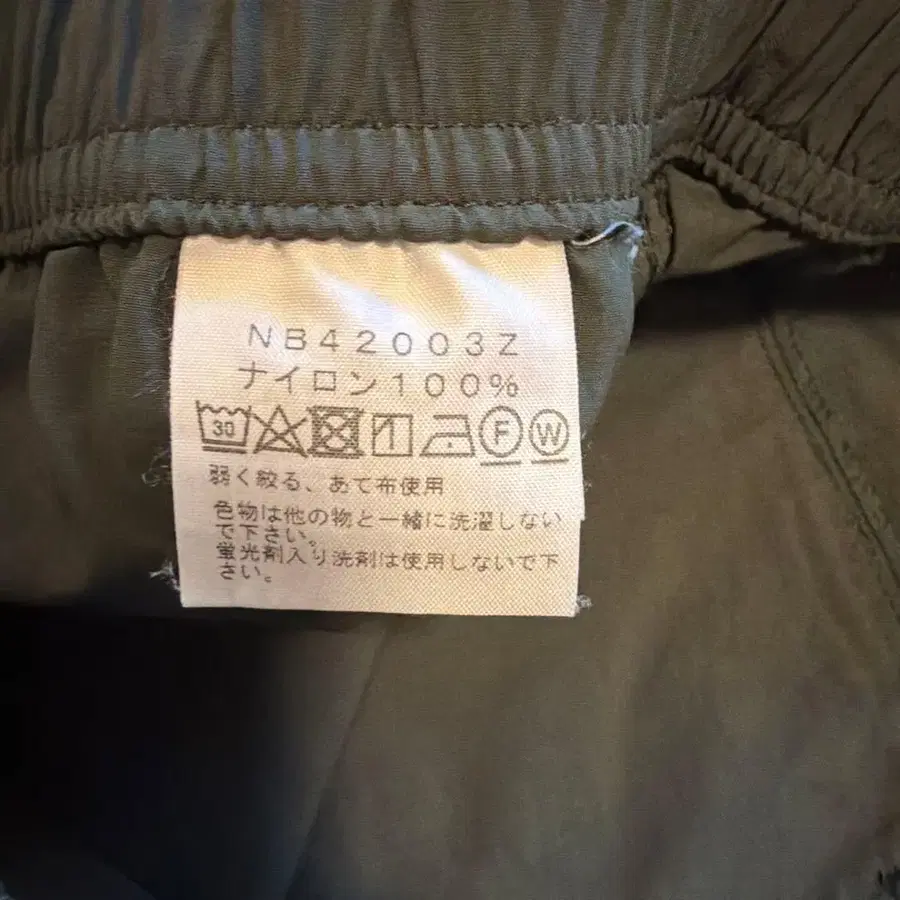 NB42003Z
ナイロン100%
30 F W
弱く絞る、あて布使用
色物は他の物と一緒に洗濯しない
で下さい。
蛍光剤入り洗剤は使用しないで下
さい。